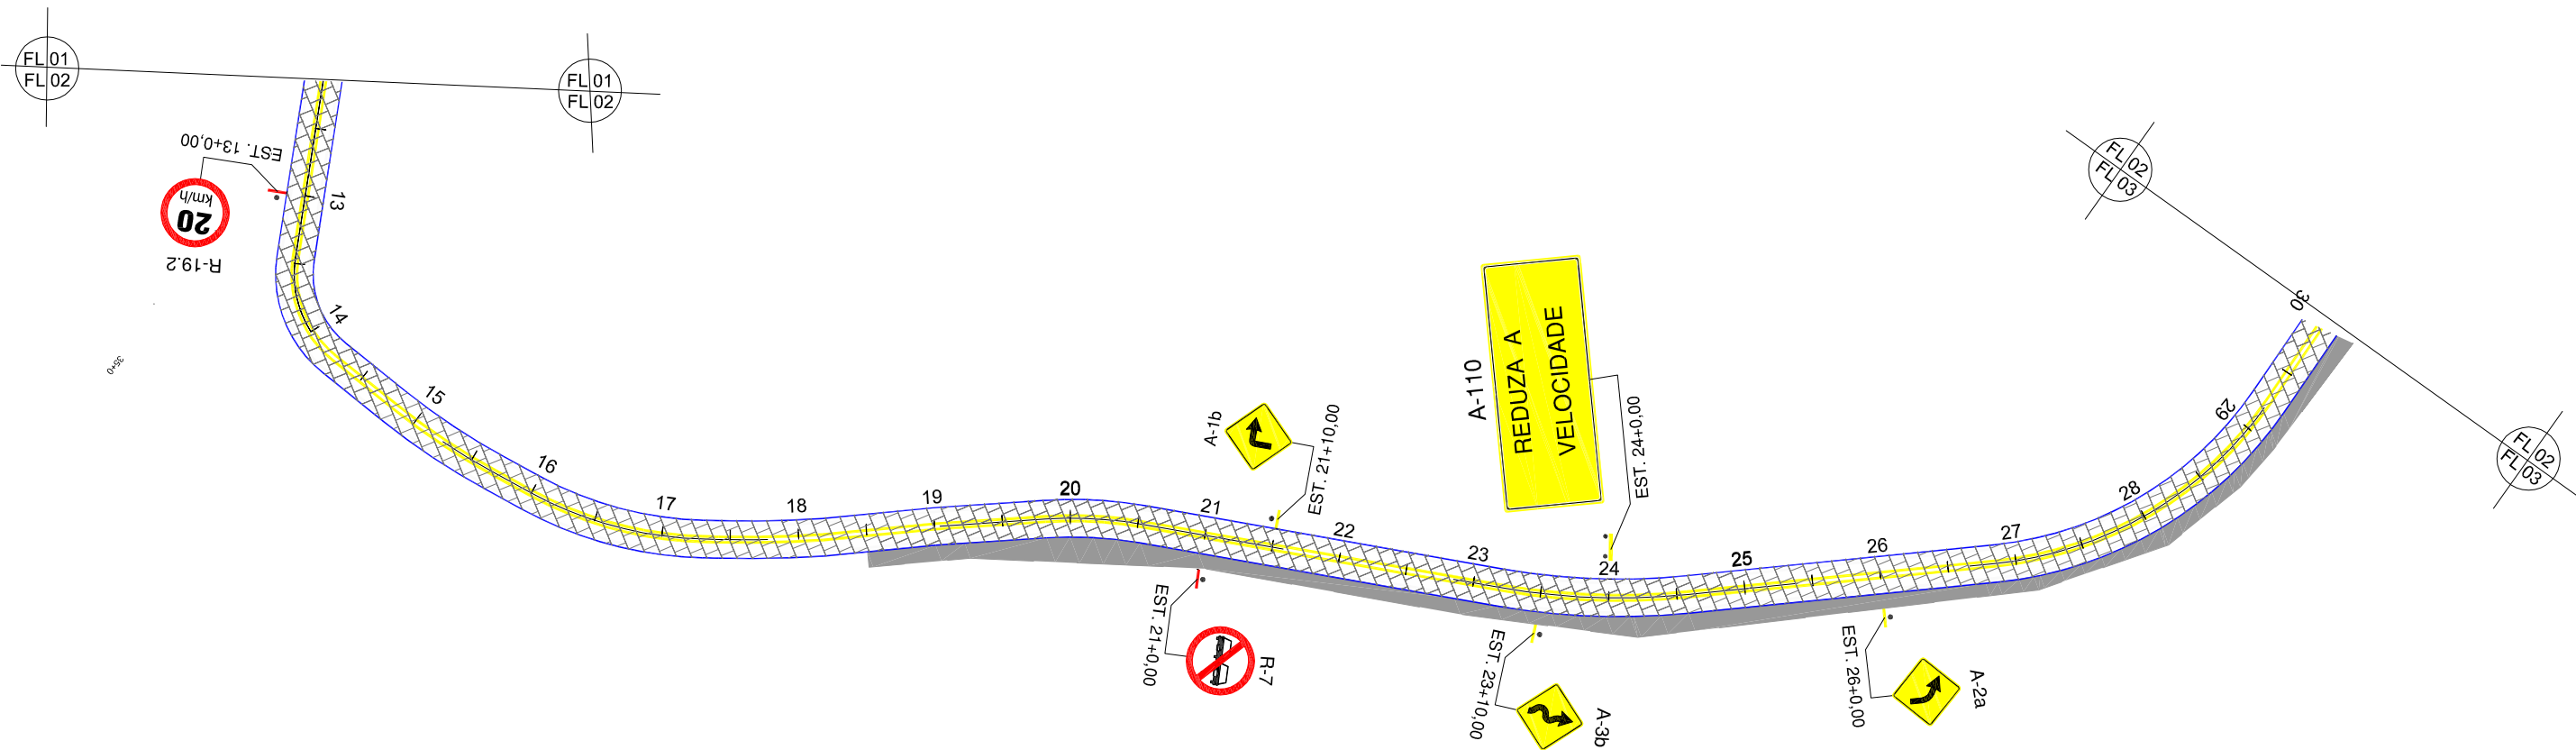 FL 01
FL 02
FL 01
FL 02
EST. 13+0,00
20
km/h
R-19.2
35+0
13
14
15
16
17
18
19
20
21
22
23
24
25
26
27
28
29
30
A-1b
EST. 21+10,00
EST. 21+0,00
R-7
A-110
REDUZA A
VELOCIDADE
EST. 24+0,00
EST. 23+10,00
A-3b
EST. 26+0,00
A-2a
FL 02
FL 03
FL 02
FL 03